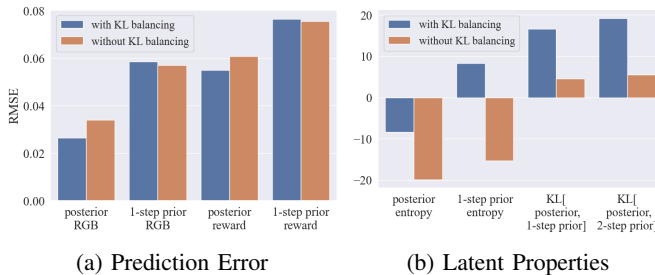 0.08
0.06
0.04
0.02
0.00
RMSE
with KL balancing
without KL balancing
posterior
RGB
1-step prior
RGB
posterior
reward
1-step prior
reward
(a) Prediction Error
20
10
0
−10
−20
with KL balancing
without KL balancing
posterior
entropy
1-step prior
entropy
KL[
posterior,
1-step prior]
KL[
posterior,
2-step prior]
(b) Latent Properties